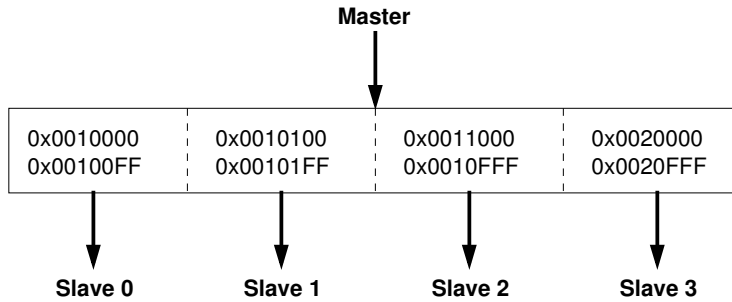 Master
0x0010000
0x00100FF
0x0010100
0x00101FF
0x0011000
0x0010FFF
0x0020000
0x0020FFF
Slave 0
Slave 1
Slave 2
Slave 3